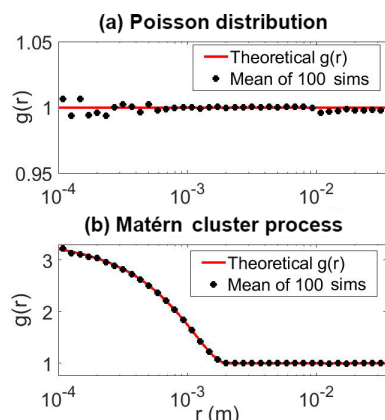 (a) Poisson distribution
1.05
Theoretical g(r)
Mean of 100 sims
g(r)
1
0.95
10⁻⁴ 10⁻³ 10⁻²
r
(b) Matérn cluster process
3
Theoretical g(r)
Mean of 100 sims
g(r)
2
1
10⁻⁴ 10⁻³ 10⁻²
r (m)